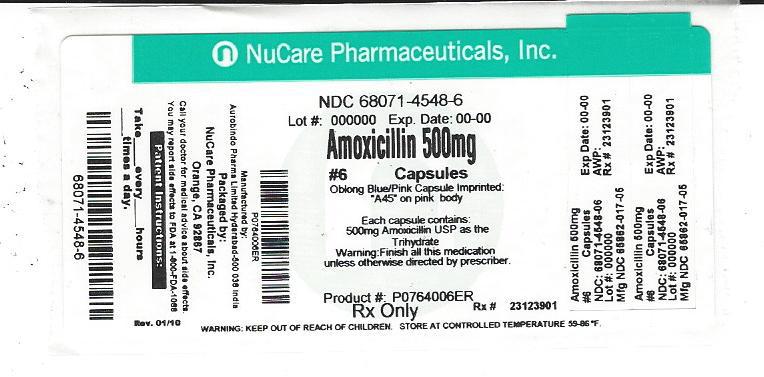 n NuCare Pharmaceuticals, Inc.
NDC 68071-4548-6
Lot #: 000000 Exp. Date: 00-00
Amoxicillin 500mg
#6 Capsules
Oblong Blue/Pink Capsule Imprinted:
"A45" on pink body
Each capsule contains:
500mg Amoxicillin USP as the
Trihydrate
Warning:Finish all this medication
unless otherwise directed by prescriber.
Product #: P0764006ER
Rx Only
Rx # 23123901
WARNING: KEEP OUT OF REACH OF CHILDREN. STORE AT CONTROLLED TEMPERATURE 59-86°F.
Rev. 01/10
P0764006ER
Manufactured by:
Aurobindo Pharma Limited Hyderabad-500 038 India
Packaged by:
NuCare Pharmaceuticals, Inc.
Orange, CA 92867
Call your doctor for medical advice about side effects.
You may report side effects to FDA at 1-800-FDA-1088
Patient Instructions:
Take____every____hours
____times a day.
68071-4548-6
Exp Date: 00-00
AWP:
Rx # 23123901
Amoxicillin 500mg
#6 Capsules
NDC: 68071-4548-06
Lot #: 000000
Mfg NDC 65862-017-05
Exp Date: 00-00
AWP:
Rx # 23123901
Amoxicillin 500mg
#6 Capsules
NDC: 68071-4548-06
Lot #: 000000
Mfg NDC 65862-017-05